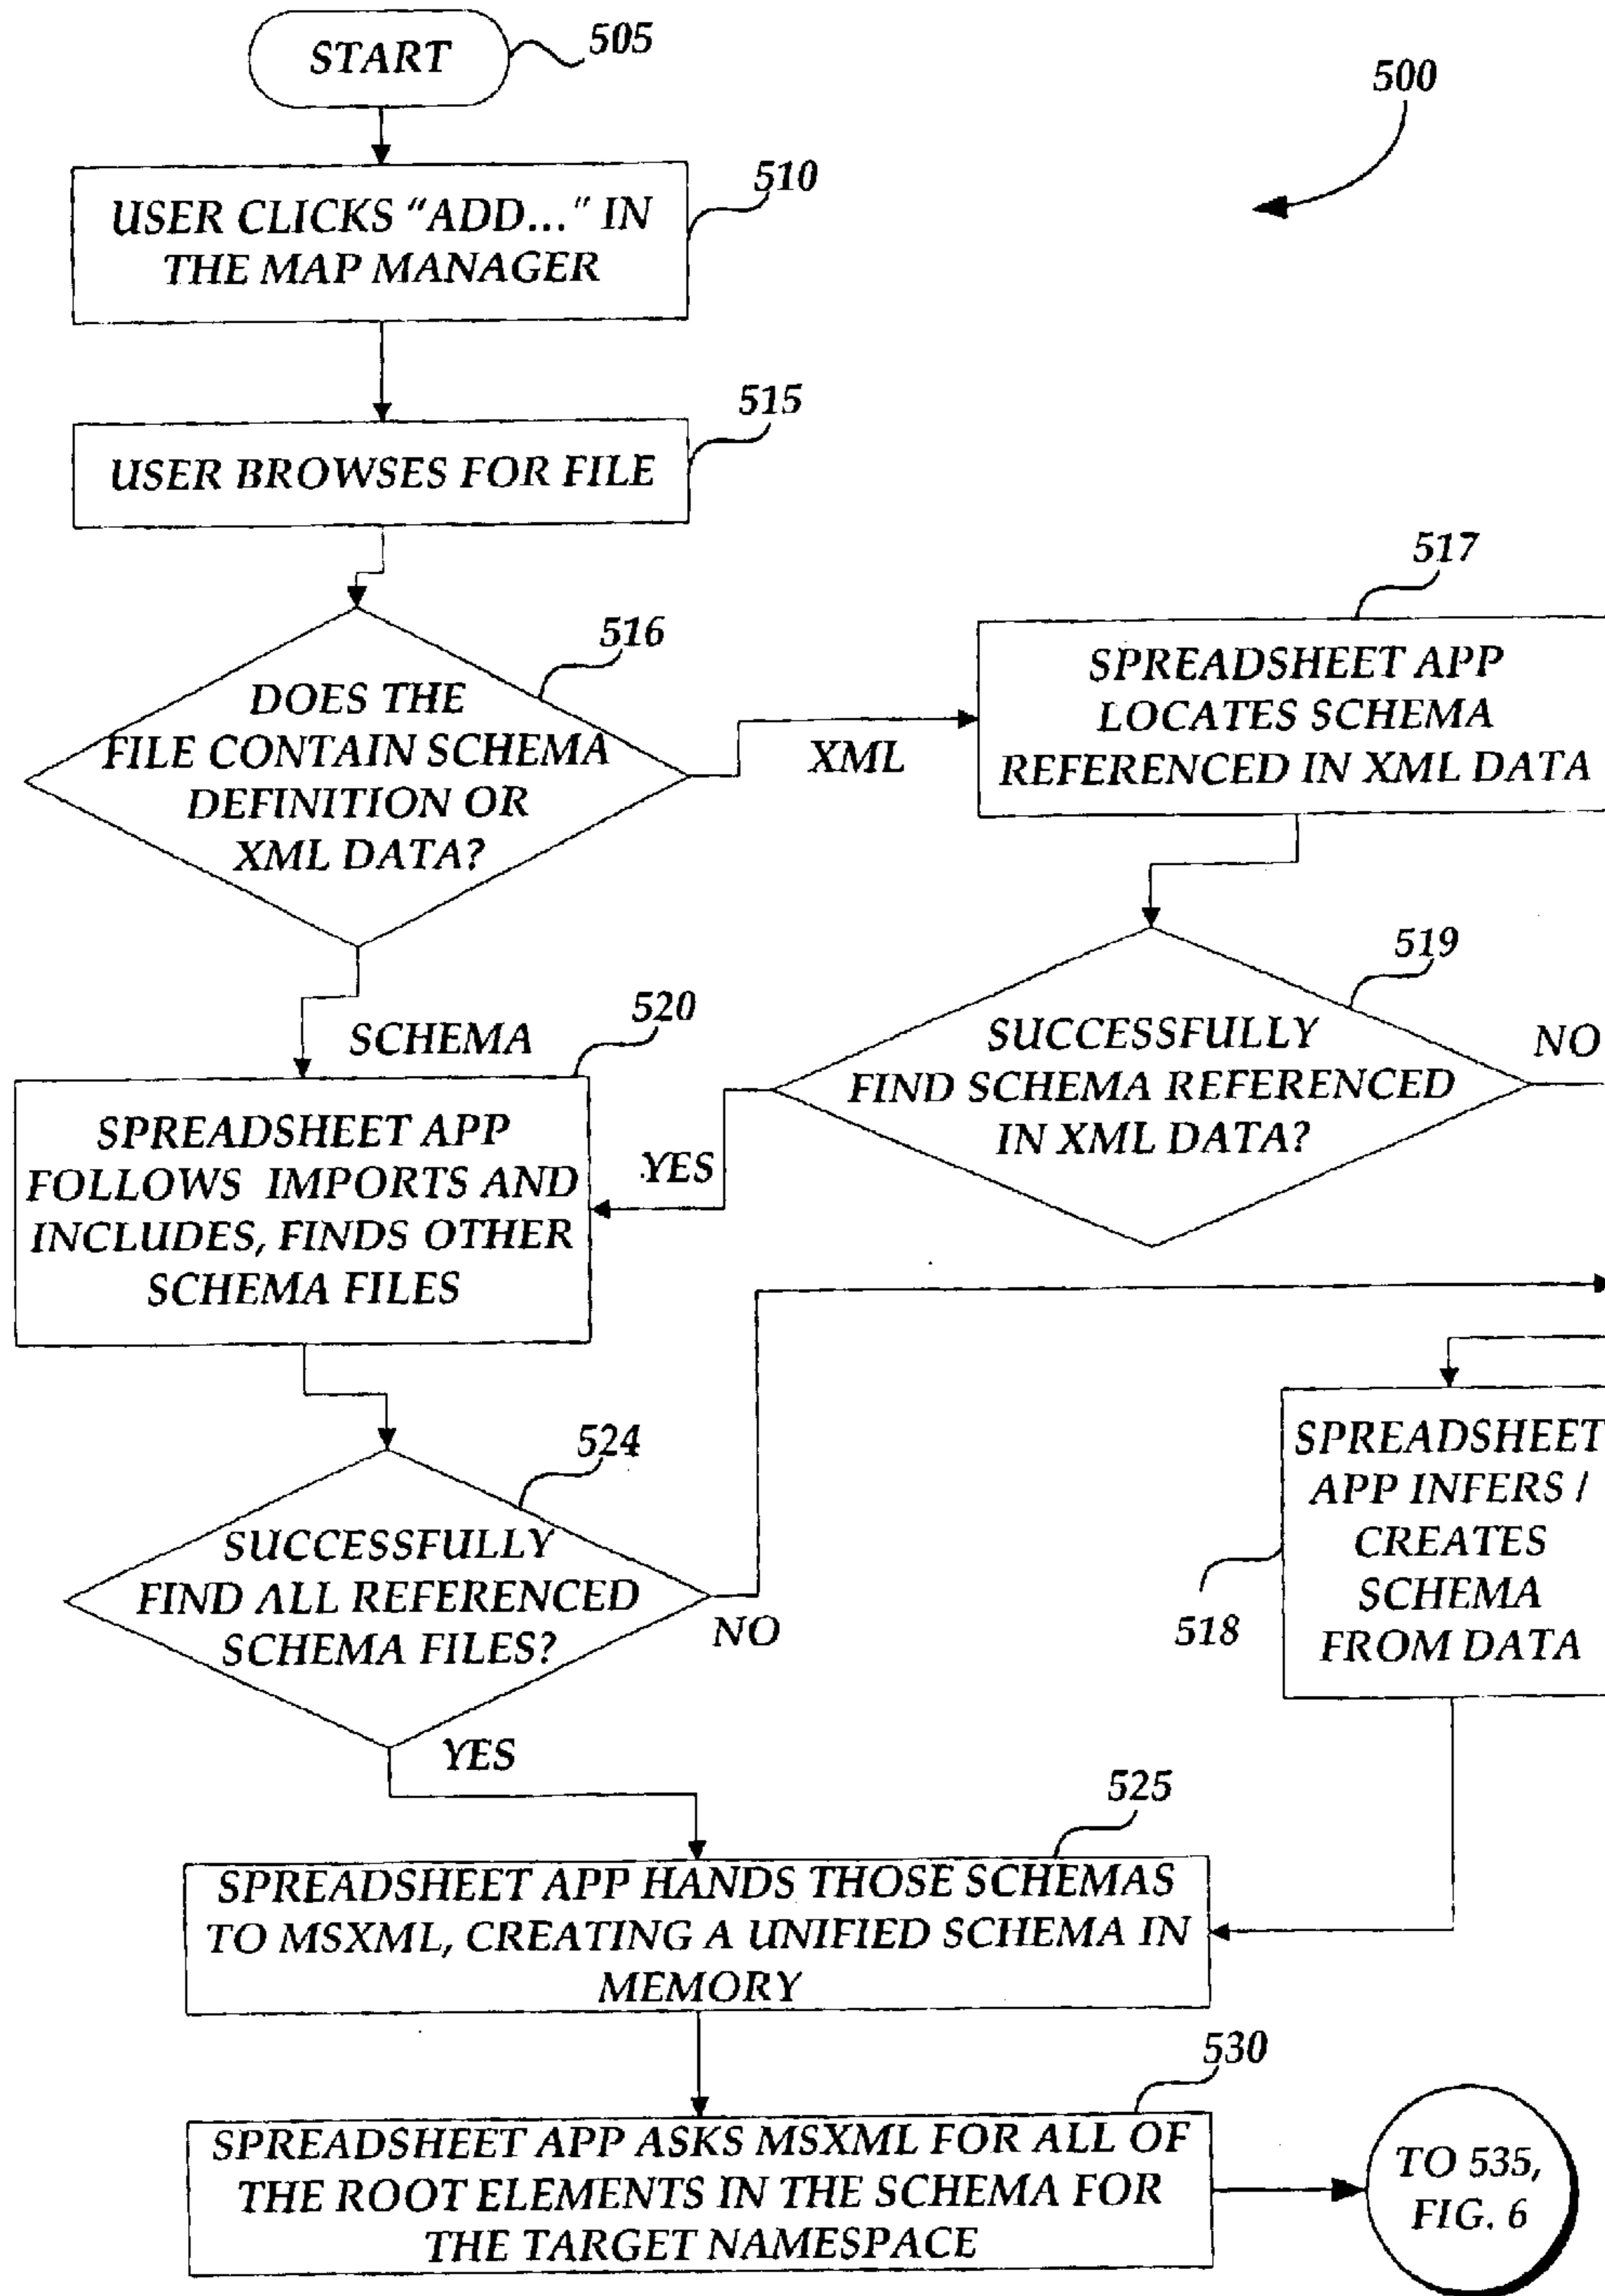 START
505
500
510
USER CLICKS "ADD..." IN
THE MAP MANAGER
515
USER BROWSES FOR FILE
517
516
DOES THE
FILE CONTAIN SCHEMA
DEFINITION OR
XML DATA?
XML
SPREADSHEET APP
LOCATES SCHEMA
REFERENCED IN XML DATA
519
SUCCESSFULLY
FIND SCHEMA REFERENCED
IN XML DATA?
NO
YES
SCHEMA
520
SPREADSHEET APP
FOLLOWS IMPORTS AND
INCLUDES, FINDS OTHER
SCHEMA FILES
524
SUCCESSFULLY
FIND ALL REFERENCED
SCHEMA FILES?
NO
YES
SPREADSHEET
APP INFERS /
CREATES
SCHEMA
FROM DATA
518
525
SPREADSHEET APP HANDS THOSE SCHEMAS
TO MSXML, CREATING A UNIFIED SCHEMA IN
MEMORY
530
SPREADSHEET APP ASKS MSXML FOR ALL OF
THE ROOT ELEMENTS IN THE SCHEMA FOR
THE TARGET NAMESPACE
TO 535,
FIG. 6